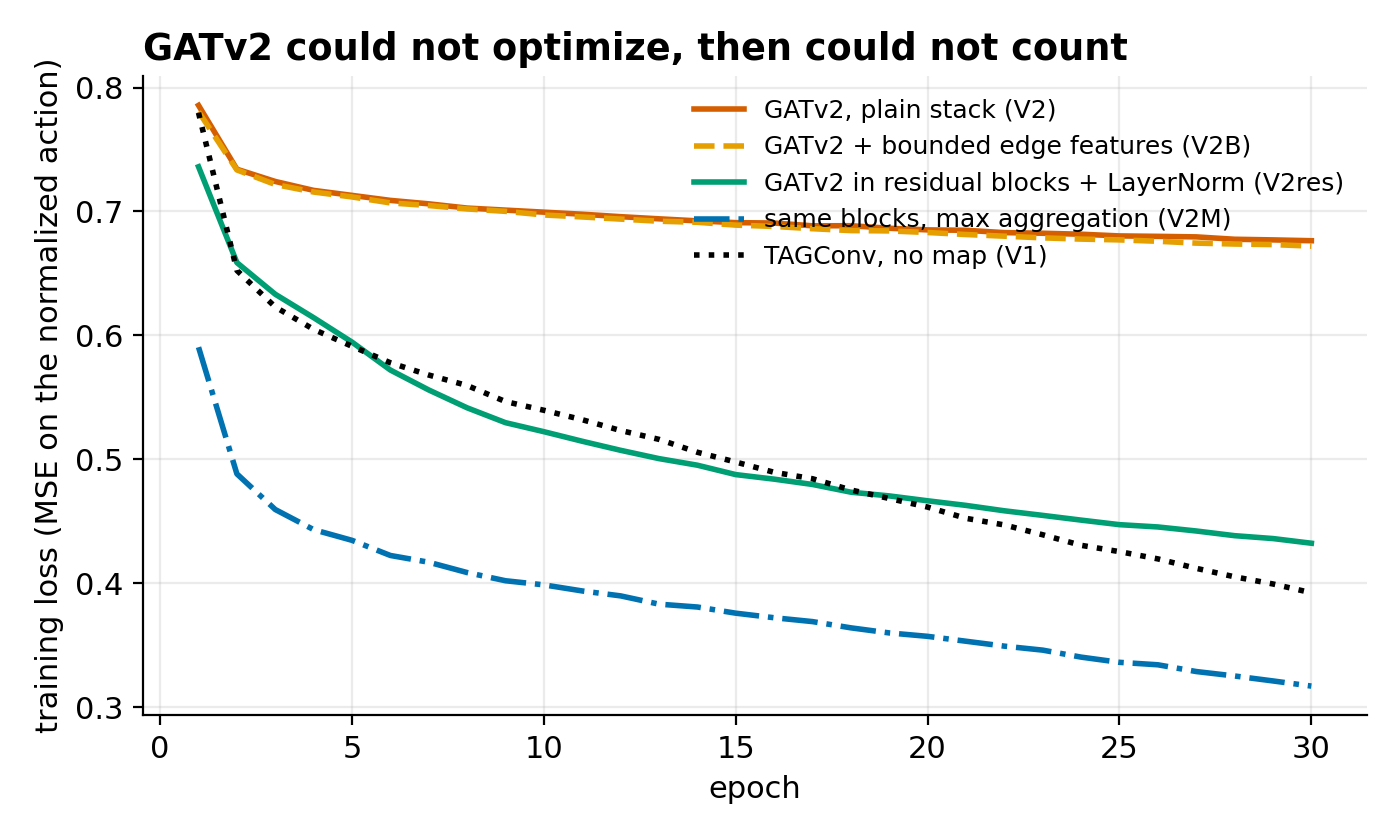 GATv2 could not optimize, then could not count
training loss (MSE on the normalized action)
0.8
0.7
0.6
0.5
0.4
0.3
GATv2, plain stack (V2)
GATv2 + bounded edge features (V2B)
GATv2 in residual blocks + LayerNorm (V2res)
same blocks, max aggregation (V2M)
TAGConv, no map (V1)
0 5 10 15 20 25 30
epoch